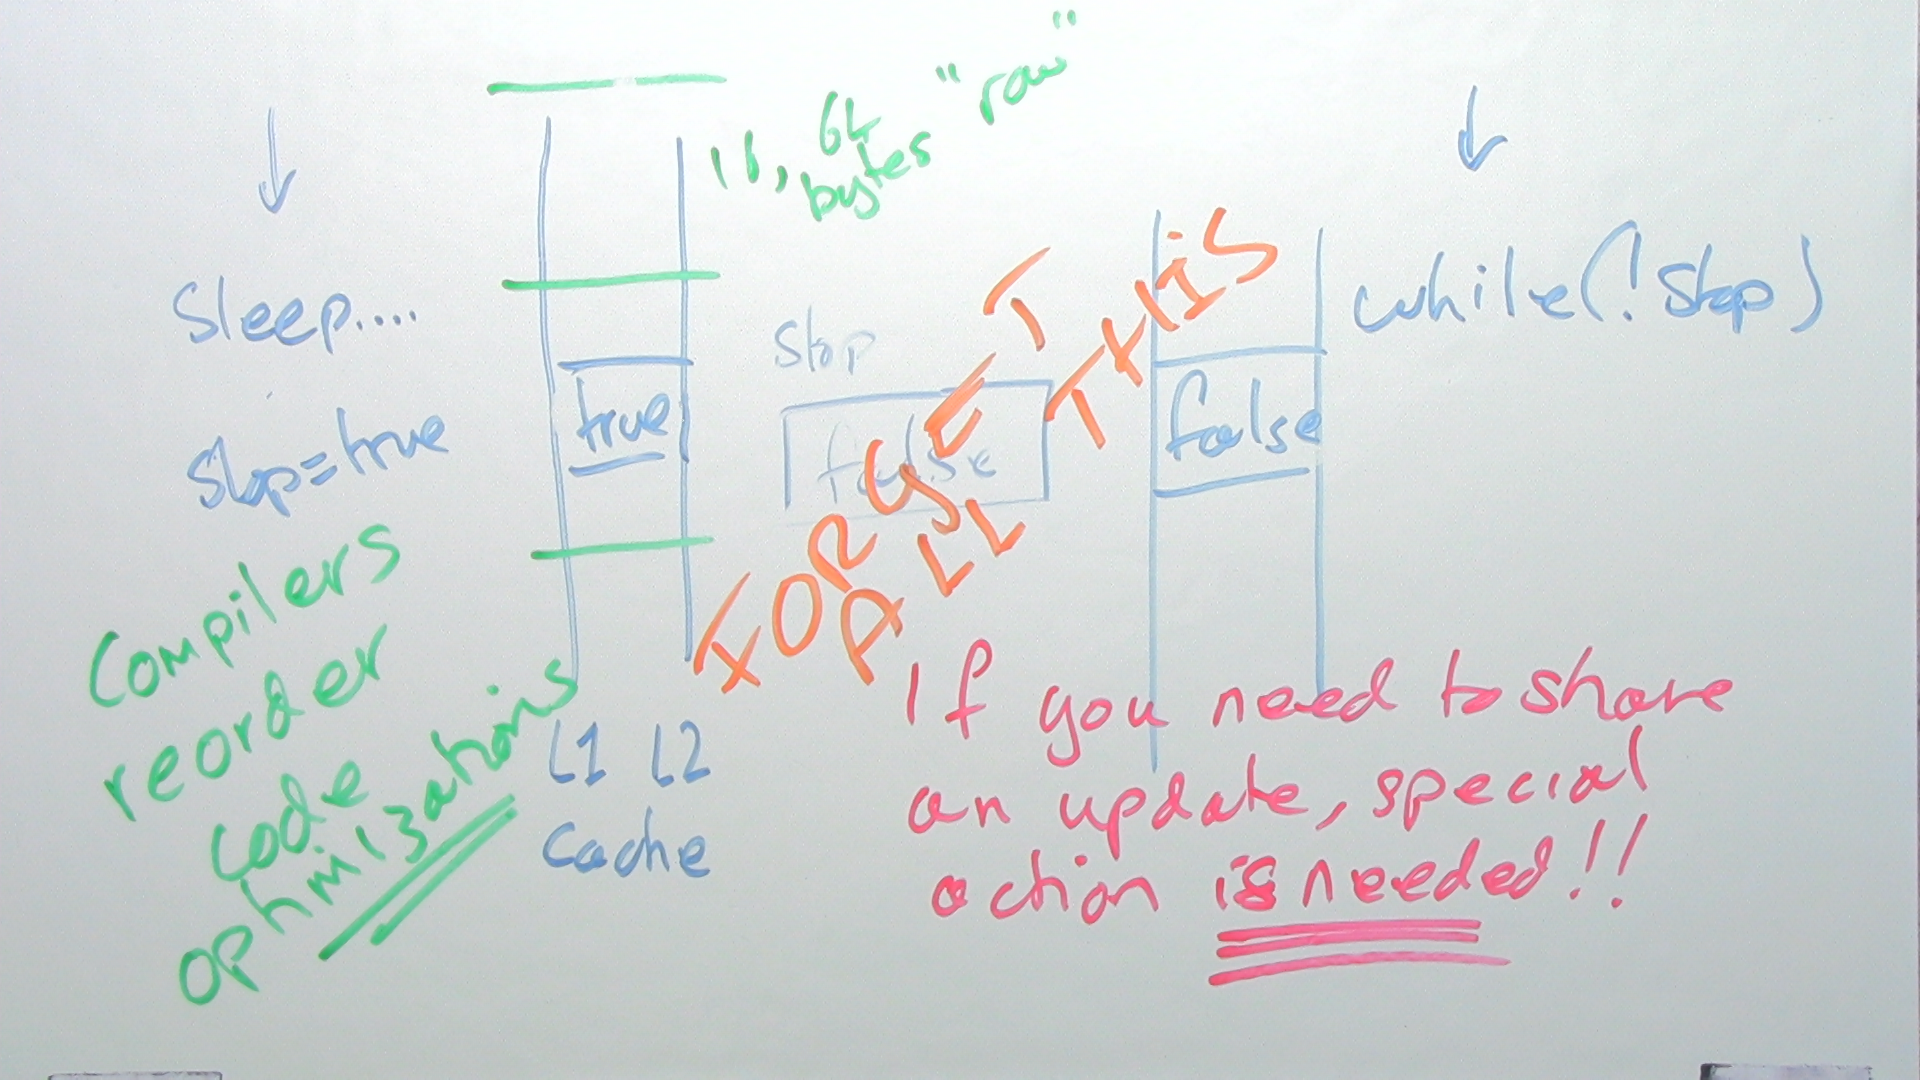 16, 64 "row"
bytes
Sleep....
stop
while(!stop)
true
false
false
stop=true
FORGET
ALL THIS
Compilers
reorder
code
optimizations
L1 L2
Cache
If you need to share
an update, special
action is needed!!